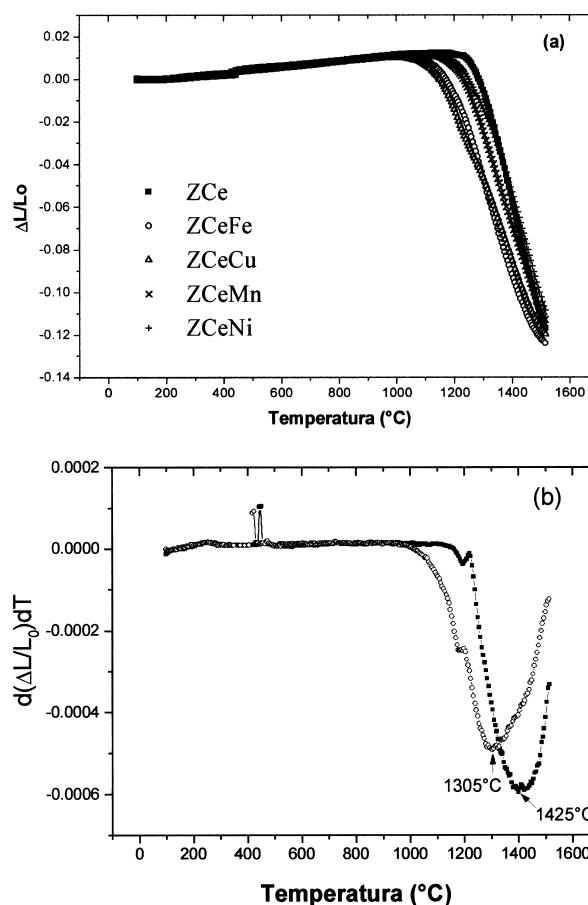 0.02
(a)
0.00
-0.02
-0.04
-0.06
-0.08
-0.10
-0.12
-0.14
ΔL/Lo
ZCe
ZCeFe
ZCeCu
ZCeMn
ZCeNi
0 200 400 600 800 1000 1200 1400 1600
Temperatura (°C)
0.0002
(b)
0.0000
-0.0002
-0.0004
-0.0006
d(ΔL/L₀)dT
1305°C
1425°C
0 200 400 600 800 1000 1200 1400 1600
Temperatura (°C)